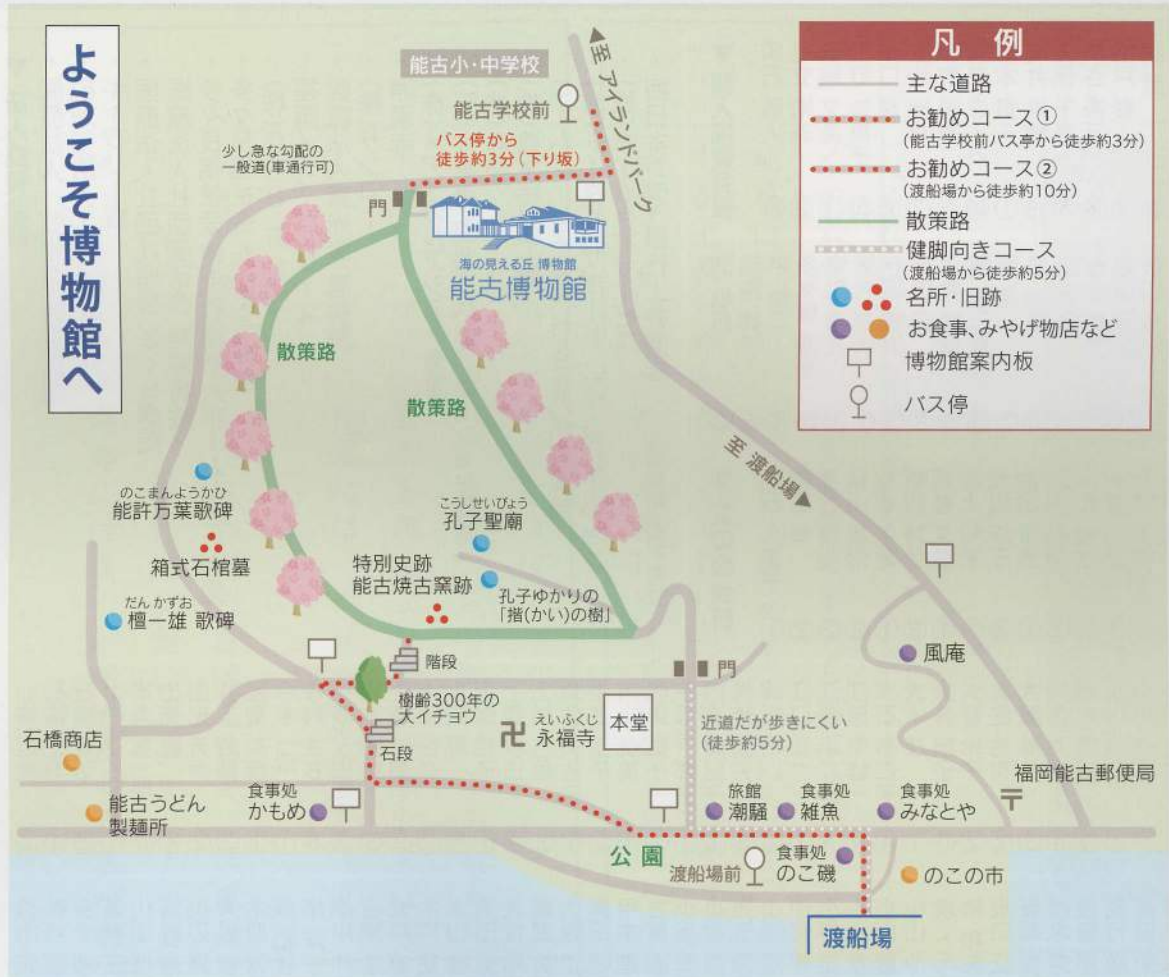 ようこそ博物館へ
能古小・中学校
能古学校前
◀至 アイランドパーク
バス停から
徒歩約3分(下り坂)
少し急な勾配の
一般道(車通行可)
門
海の見える丘 博物館
能古博物館
散策路
散策路
至 渡船場▶
のこまんようかひ
能許万葉歌碑
箱式石棺墓
だん かずお
檀一雄 歌碑
こうしせいびょう
孔子聖廟
特別史跡
能古焼古窯跡
孔子ゆかりの
「揩(かい)の樹」
階段
樹齢300年の
大イチョウ
石段
えいふくじ
卍 永福寺
本堂
門
近道だが歩きにくい
(徒歩約5分)
風庵
福岡能古郵便局
〒
石橋商店
能古うどん
製麺所
食事処
かもめ
旅館
潮騒
食事処
雑魚
食事処
みなとや
公園
渡船場前
食事処
のこ磯
のこの市
渡船場
凡例
主な道路
お勧めコース①
(能古学校前バス亭から徒歩約3分)
お勧めコース②
(渡船場から徒歩約10分)
散策路
健脚向きコース
(渡船場から徒歩約5分)
名所・旧跡
お食事、みやげ物店など
博物館案内板
バス停